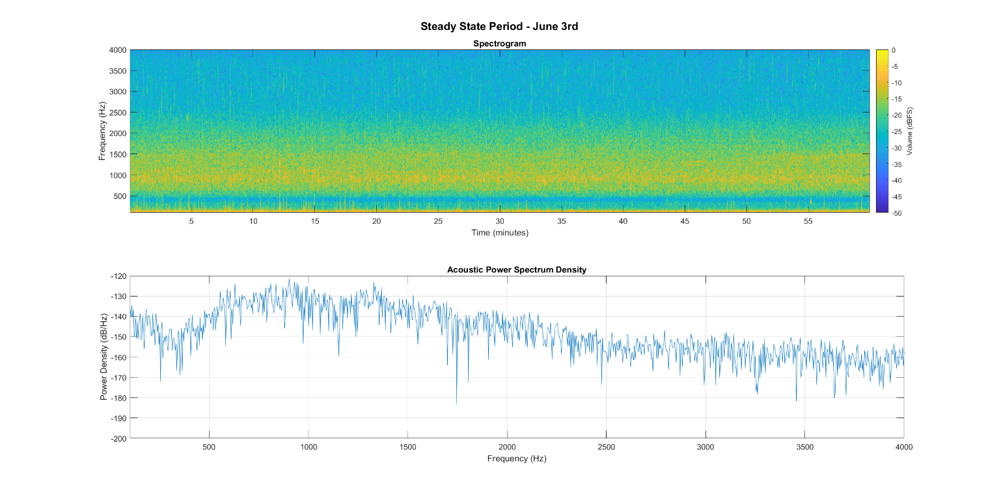 Steady State Period - June 3rd
Spectrogram
4000
3500
3000
2500
2000
1500
1000
500
Frequency (Hz)
5 10 15 20 25 30 35 40 45 50 55
Time (minutes)
0
-5
-10
-15
-20
-25
-30
-35
-40
-45
-50
Volume (dBFS)
Acoustic Power Spectrum Density
-120
-130
-140
-150
-160
-170
-180
-190
-200
Power Density (dB/Hz)
500 1000 1500 2000 2500 3000 3500 4000
Frequency (Hz)